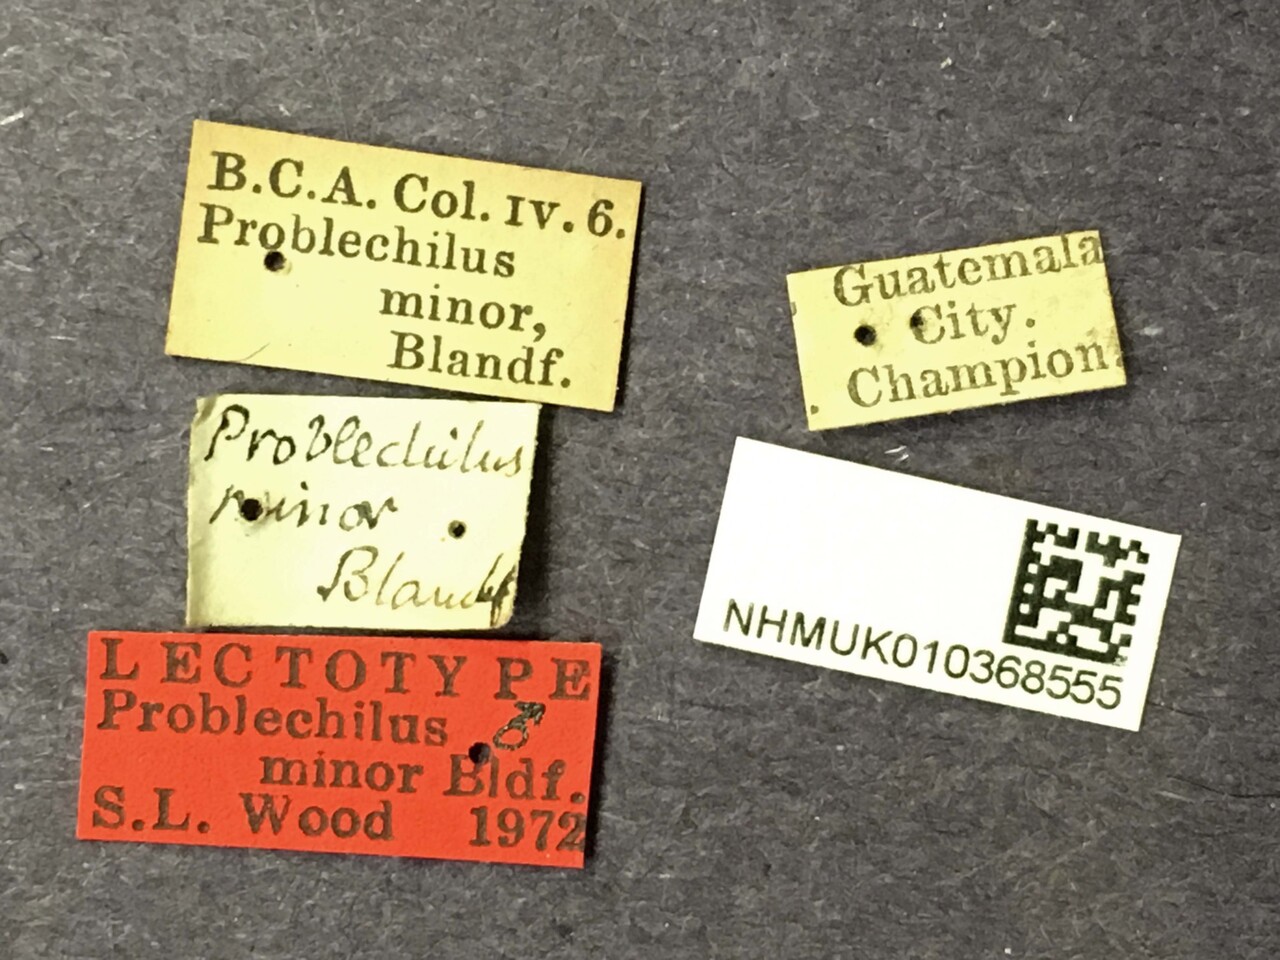 B.C.A. Col. IV. 6.
Problechilus
minor,
Blandf.
Problechilus
minor
Blandf
LECTOTYPE
Problechilus ♂
minor Bldf.
S.L. Wood 1972
Guatemala
City.
Champion.
NHMUK010368555